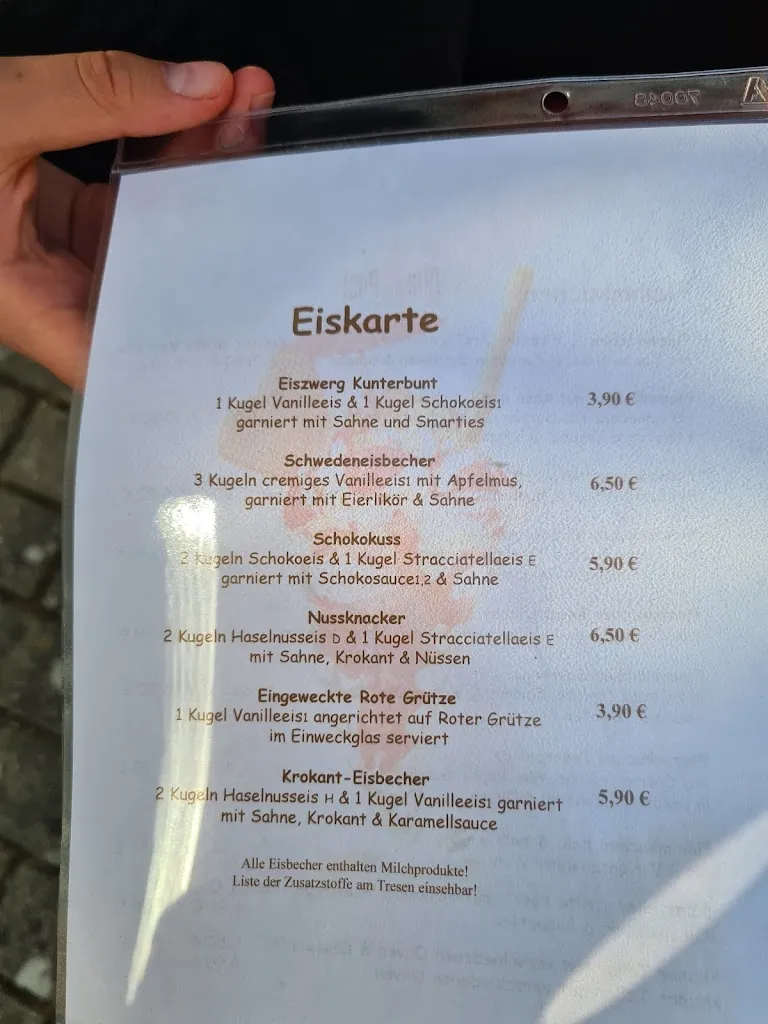 70048
Eiskarte
Eiszwerg Kunterbunt
1 Kugel Vanilleeis & 1 Kugel Schokoeis1
garniert mit Sahne und Smarties
3,90 €
Schwedeneisbecher
3 Kugeln cremiges Vanilleeis1 mit Apfelmus,
garniert mit Eierlikör & Sahne
6,50 €
Schokokuss
2 Kugeln Schokoeis & 1 Kugel Stracciatellaeis E
garniert mit Schokosauce1,2 & Sahne
5,90 €
Nussknacker
2 Kugeln Haselnusseis D & 1 Kugel Stracciatellaeis E
mit Sahne, Krokant & Nüssen
6,50 €
Eingeweckte Rote Grütze
1 Kugel Vanilleeis1 angerichtet auf Roter Grütze
im Einweckglas serviert
3,90 €
Krokant-Eisbecher
2 Kugeln Haselnusseis H & 1 Kugel Vanilleeis1 garniert
mit Sahne, Krokant & Karamellsauce
5,90 €
Alle Eisbecher enthalten Milchprodukte!
Liste der Zusatzstoffe am Tresen einsehbar!